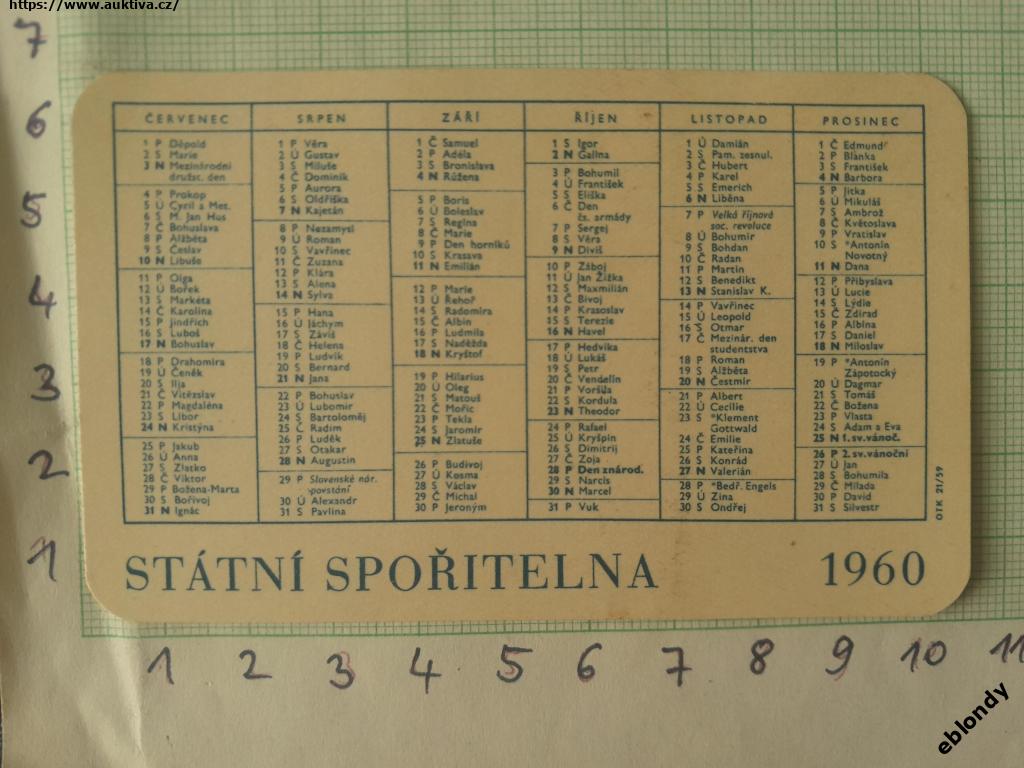 https://www.auktiva.cz/
7
6
5
4
3
2
1
ČERVENEC
1 P Děpold
2 S Marie
3 N Mezinárodní
družst. den
4 P Prokop
5 Ú Cyril a Met.
6 S M. Jan Hus
7 Č Bohuslava
8 P Alžběta
9 S Česlav
10 N Libuše
11 P Olga
12 Ú Bořek
13 S Markéta
14 Č Karolina
15 P Jindřich
16 S Luboš
17 N Bohuslav
18 P Drahomíra
19 Ú Čeněk
20 S Ilja
21 Č Vítězslav
22 P Magdaléna
23 S Libor
24 N Kristýna
25 P Jakub
26 Ú Anna
27 S Zlatko
28 Č Viktor
29 P Božena-Marta
30 S Bořivoj
31 N Ignác
SRPEN
1 P Věra
2 Ú Gustav
3 S Miluše
4 Č Dominik
5 P Aurora
6 S Oldřiška
7 N Kajetán
8 P Nezamysl
9 Ú Roman
10 S Vavřinec
11 Č Zuzana
12 P Klára
13 S Alena
14 N Sylva
15 P Hana
16 Ú Jáchym
17 S Záviš
18 Č Helena
19 P Ludvík
20 S Bernard
21 N Jana
22 P Bohuslav
23 Ú Lubomír
24 S Bartoloměj
25 Č Radim
26 P Luděk
27 S Otakar
28 N Augustin
29 P Slovenské nár.
povstání
30 Ú Alexandr
31 S Pavlína
ZÁŘÍ
1 Č Samuel
2 P Adéla
3 S Bronislava
4 N Růžena
5 P Boris
6 Ú Boleslav
7 S Regina
8 Č Marie
9 P Den horníků
10 S Krasava
11 N Emilián
12 P Marie
13 Ú Řehoř
14 S Radomíra
15 Č Albín
16 P Ludmila
17 S Naděžda
18 N Kryštof
19 P Hilarius
20 Ú Oleg
21 S Matouš
22 Č Mořic
23 P Tekla
24 S Jaromír
25 N Zlatuše
26 P Budivoj
27 Ú Kosma
28 S Václav
29 Č Michal
30 P Jeroným
ŘÍJEN
1 S Igor
2 N Galina
3 P Bohumil
4 Ú František
5 S Eliška
6 Č Den
čs. armády
7 P Sergej
8 S Věra
9 N Diviš
10 P Záboj
11 Ú Jan Žižka
12 S Maxmilián
13 Č Bivoj
14 P Krasoslav
15 S Terezie
16 N Havel
17 P Hedvika
18 Ú Lukáš
19 S Petr
20 Č Vendelín
21 P Voršila
22 S Kordula
23 N Theodor
24 P Rafael
25 Ú Kryšpín
26 S Dimitrij
27 Č Zoja
28 P Den znárod.
29 S Narcis
30 N Marcel
31 P Vuk
LISTOPAD
1 Ú Damián
2 S Pam. zesnul.
3 Č Hubert
4 P Karel
5 S Emerich
6 N Liběna
7 P Velká říjnová
soc. revoluce
8 Ú Bohumír
9 S Bohdan
10 Č Radan
11 P Martin
12 S Benedikt
13 N Stanislav K.
14 P Vavřinec
15 Ú Leopold
16 S Otmar
17 Č Mezinár. den
studentstva
18 P Roman
19 S Alžběta
20 N Čestmír
21 P Albert
22 Ú Cecílie
23 S *Klement
Gottwald
24 Č Emilie
25 P Kateřina
26 S Konrád
27 N Valerián
28 P *Bedř. Engels
29 Ú Zina
30 S Ondřej
PROSINEC
1 Č Edmund
2 P Blanka
3 S František
4 N Barbora
5 P Jitka
6 Ú Mikuláš
7 S Ambrož
8 Č Květoslava
9 P Vratislav
10 S *Antonín
Novotný
11 N Dana
12 P Přibyslava
13 Ú Lucie
14 S Lýdie
15 Č Zdirad
16 P Albína
17 S Daniel
18 N Miloslav
19 P *Antonín
Zápotocký
20 Ú Dagmar
21 S Tomáš
22 Č Božena
23 P Vlasta
24 S Adam a Eva
25 N 1. sv. vánoč.
26 P 2. sv. vánoční
27 Ú Jan
28 S Bohumila
29 Č Milada
30 P David
31 S Silvestr
OTK 21/59
STÁTNÍ SPOŘITELNA 1960
1 2 3 4 5 6 7 8 9 10 11
eblondy